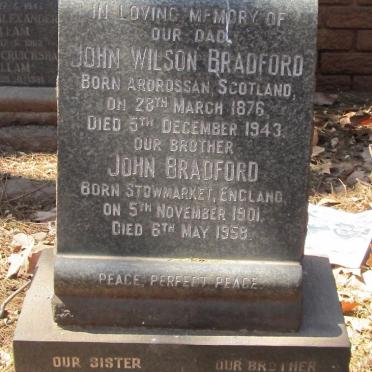 IN LOVING MEMORY OF
OUR DAD
JOHN WILSON BRADFORD
BORN ARDROSSAN SCOTLAND,
ON 28TH MARCH 1876
DIED 5TH DECEMBER 1943.
OUR BROTHER
JOHN BRADFORD
BORN STOWMARKET, ENGLAND
ON 5TH NOVEMBER 1901.
DIED 6TH MAY 1959.
PEACE, PERFECT PEACE.
OUR SISTER OUR BROTHER